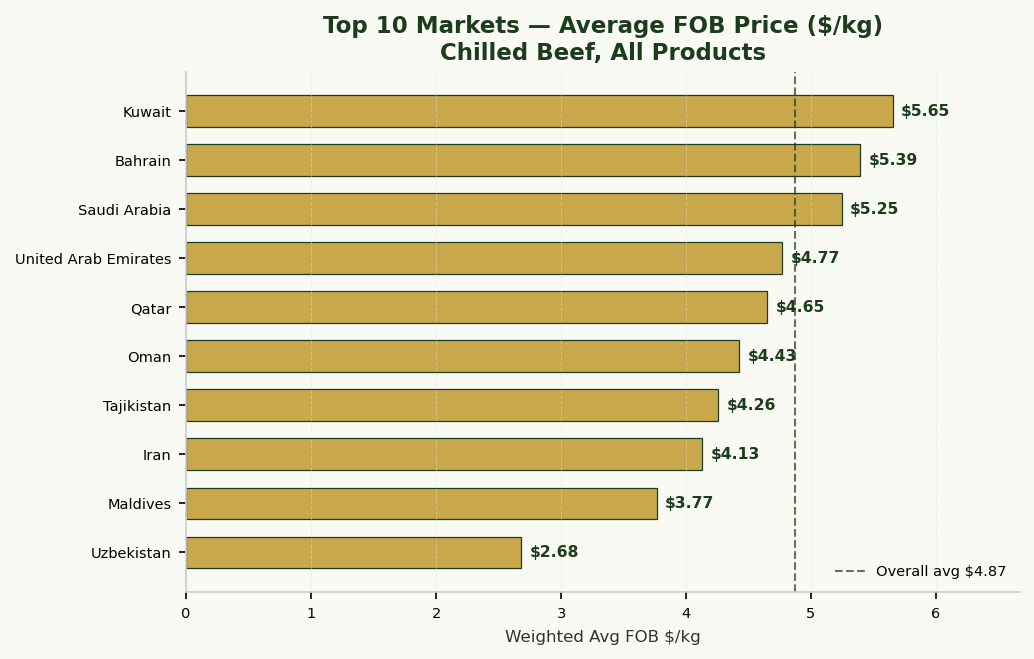 Top 10 Markets — Average FOB Price ($/kg)
Chilled Beef, All Products
Kuwait $5.65
Bahrain $5.39
Saudi Arabia $5.25
United Arab Emirates $4.77
Qatar $4.65
Oman $4.43
Tajikistan $4.26
Iran $4.13
Maldives $3.77
Uzbekistan $2.68
Overall avg $4.87
0 1 2 3 4 5 6
Weighted Avg FOB $/kg